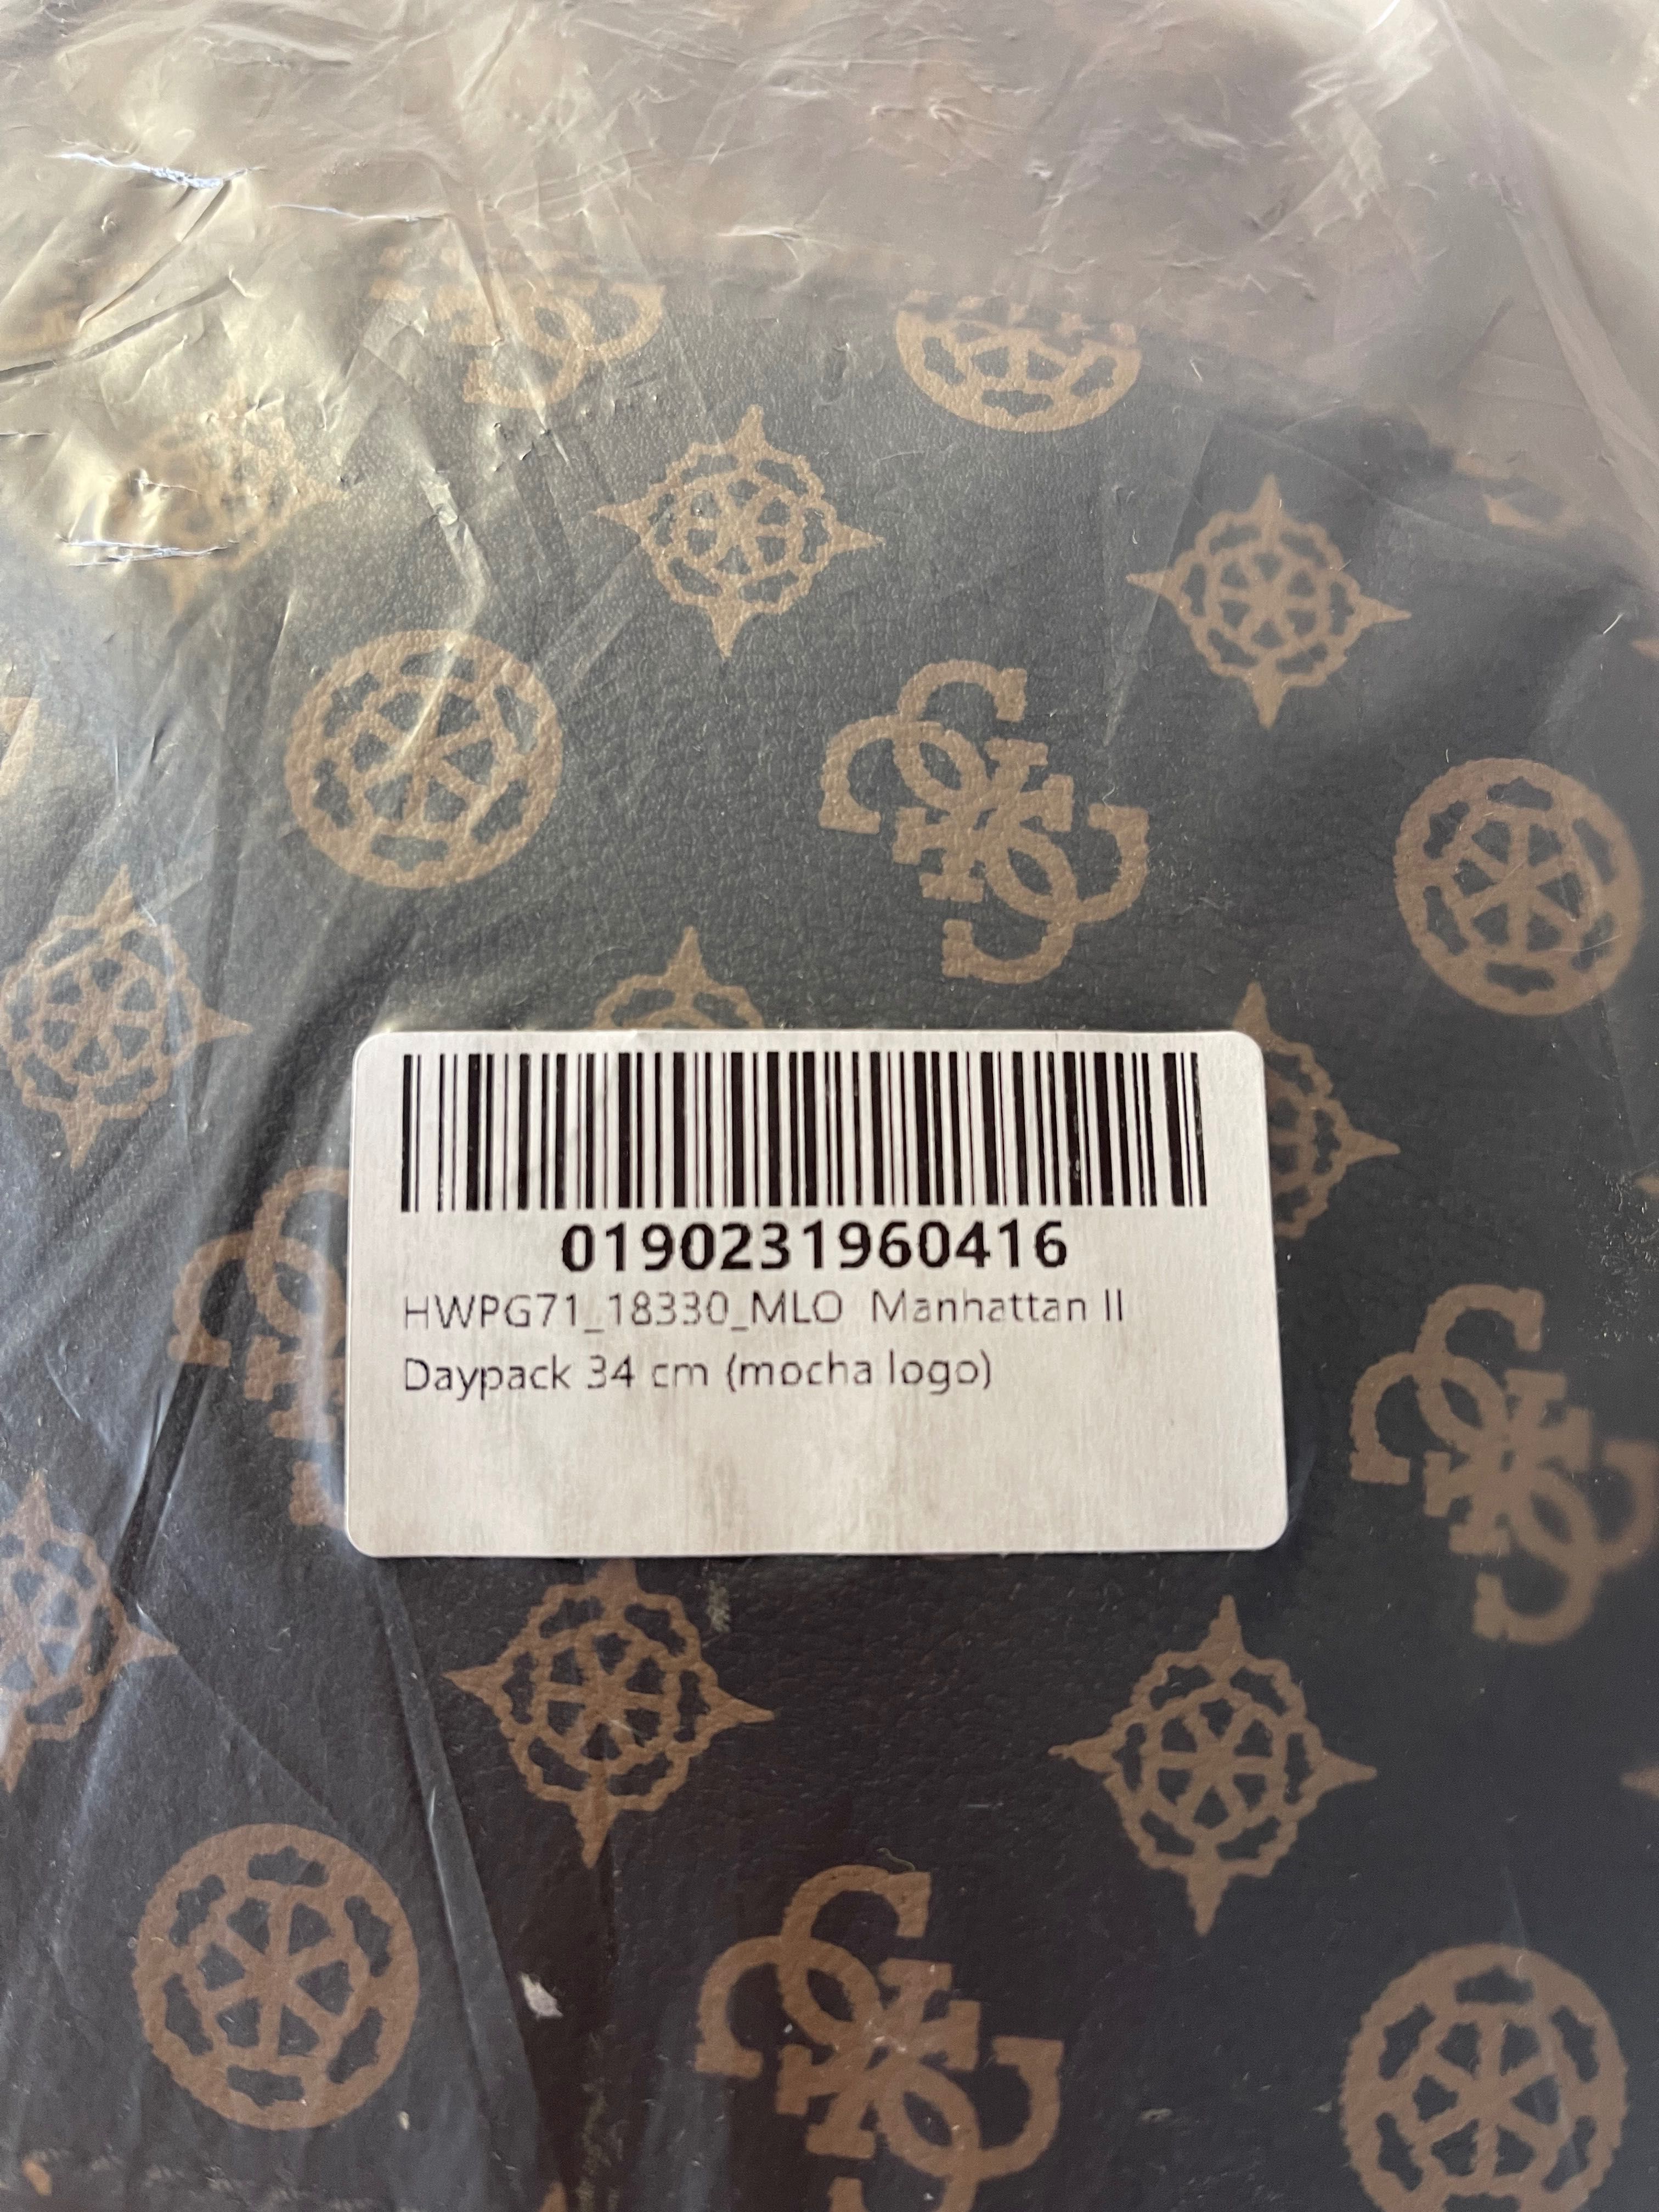 0190231960416
HWPG71_18330_MLO Manhattan II
Daypack 34 cm (mocha logo)